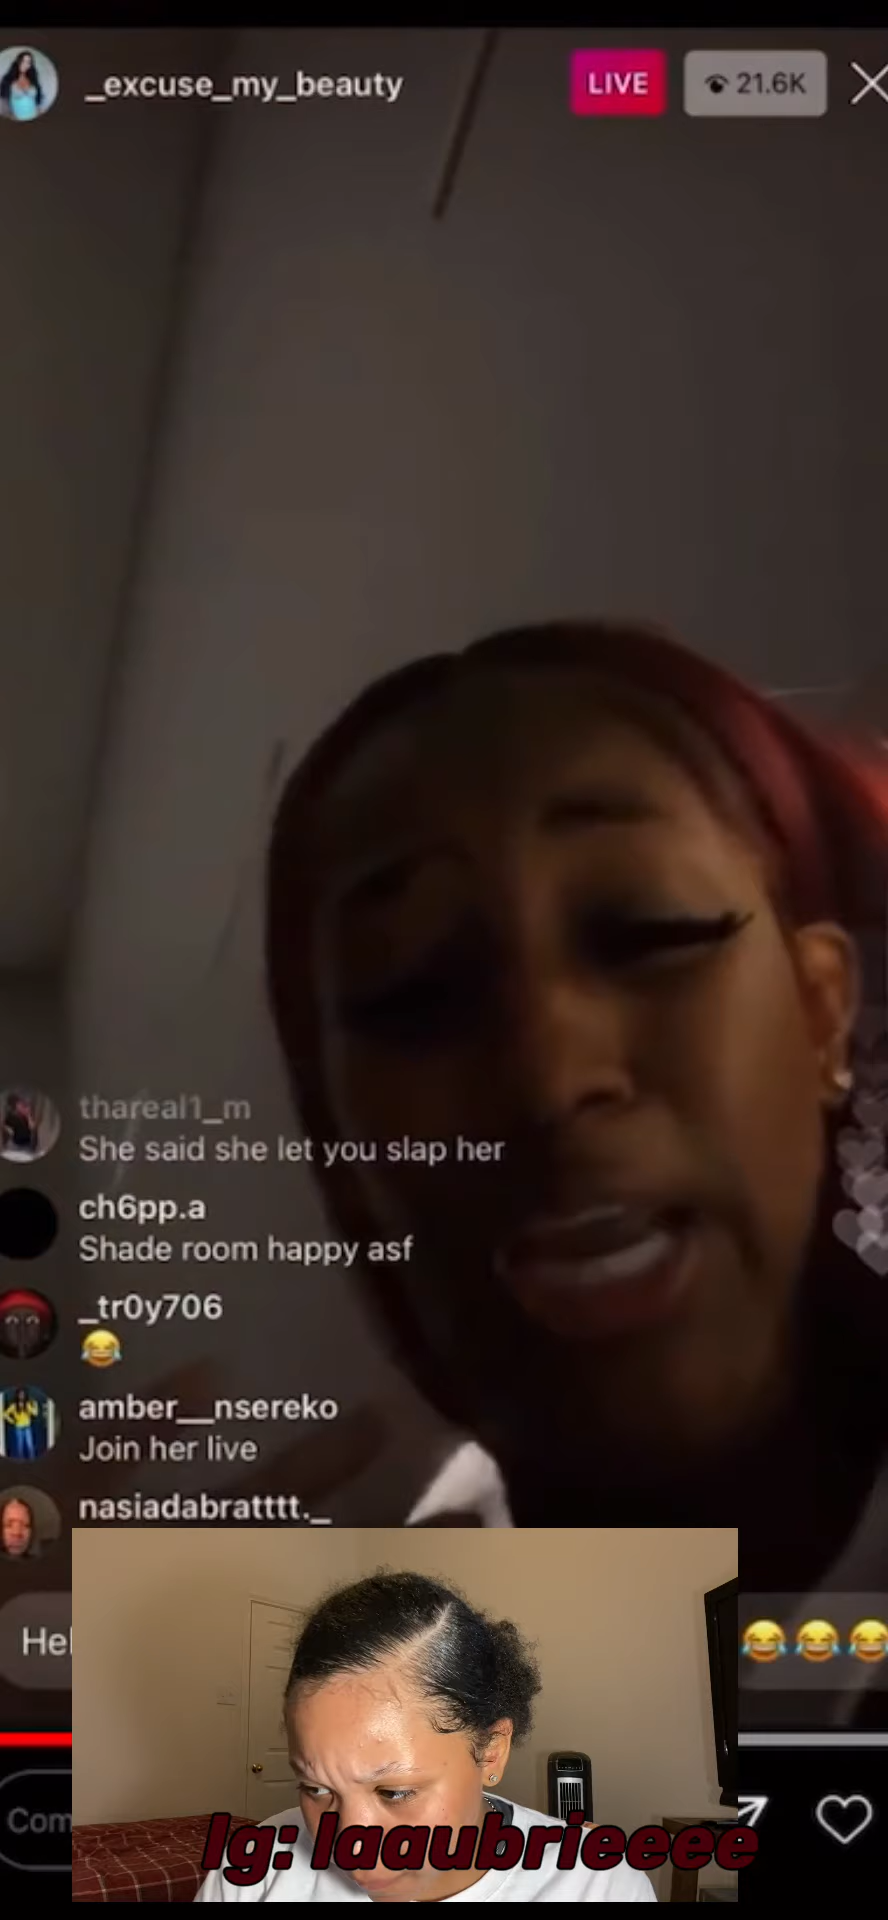 _excuse_my_beauty
LIVE
21.6K
thareal1_m
She said she let you slap her
ch6pp.a
Shade room happy asf
_tr0y706
😂
amber__nsereko
Join her live
nasiadabratttt._
😂😂😂
Ig: laaubrieeee